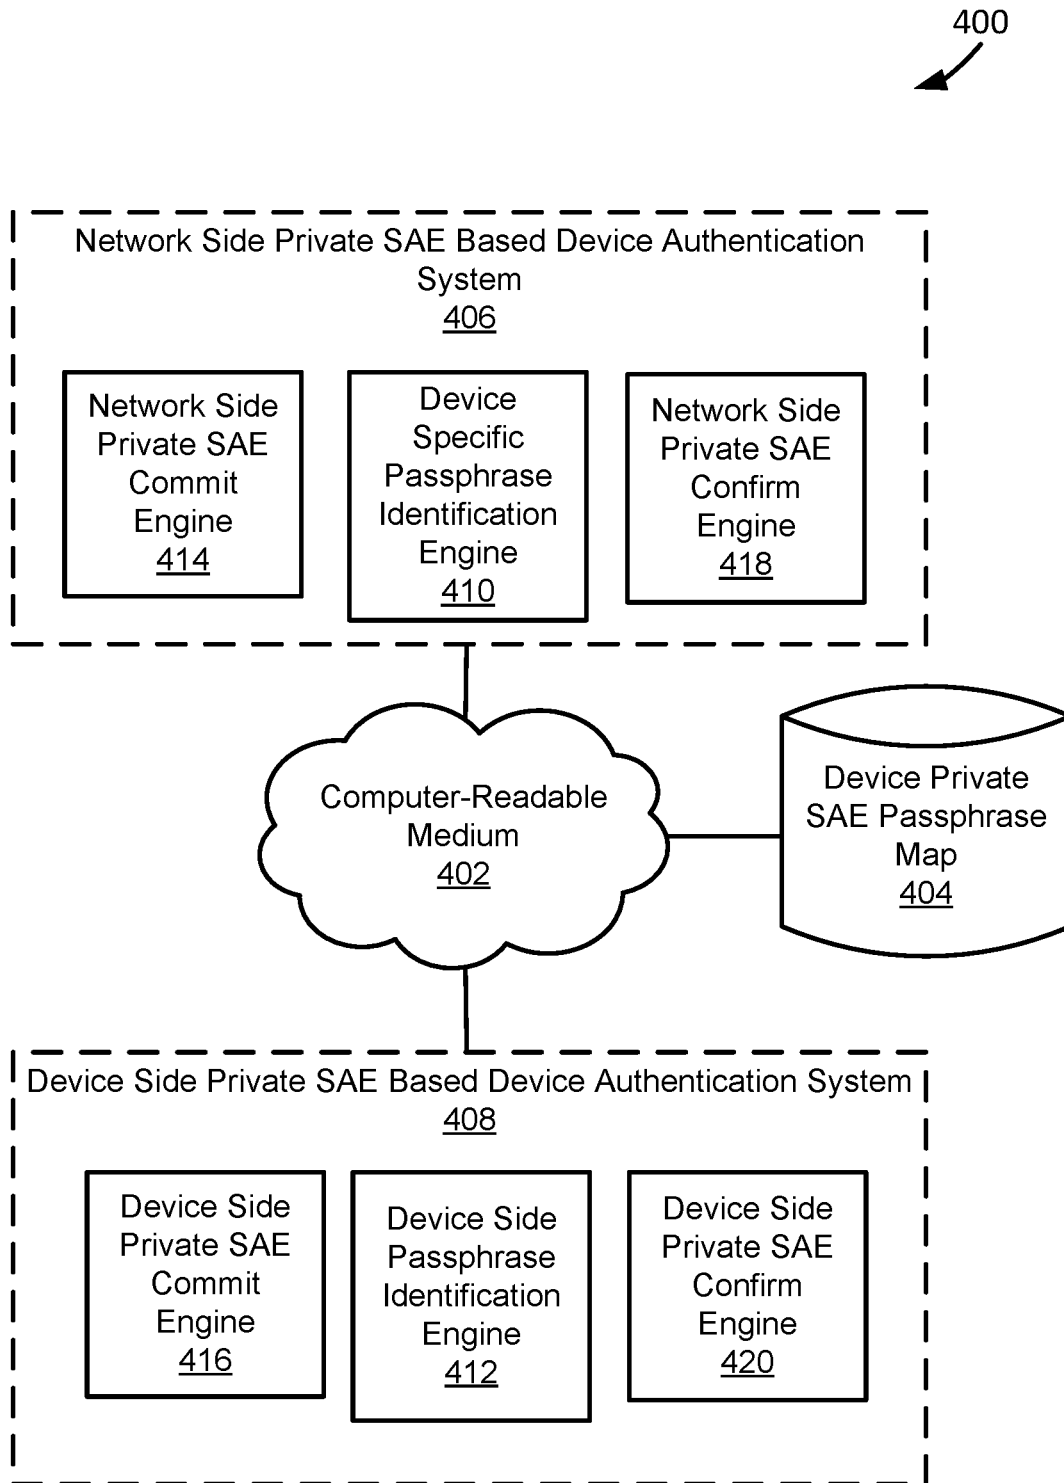 400
Network Side Private SAE Based Device Authentication
System
406
Network Side
Private SAE
Commit
Engine
414
Device
Specific
Passphrase
Identification
Engine
410
Network Side
Private SAE
Confirm
Engine
418
Computer-Readable
Medium
402
Device Private
SAE Passphrase
Map
404
Device Side Private SAE Based Device Authentication System
408
Device Side
Private SAE
Commit
Engine
416
Device Side
Passphrase
Identification
Engine
412
Device Side
Private SAE
Confirm
Engine
420